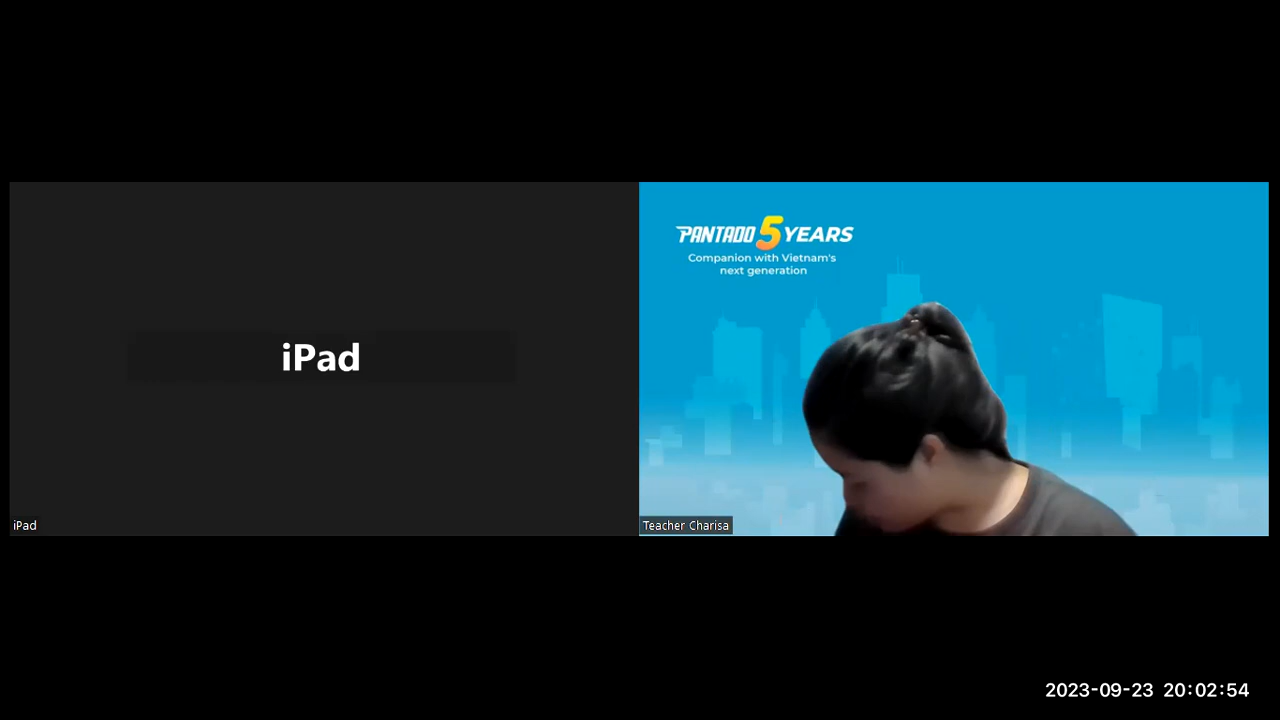 iPad
iPad
PANTADO 5 YEARS
Companion with Vietnam's
next generation
Teacher Charisa
2023-09-23 20:02:54